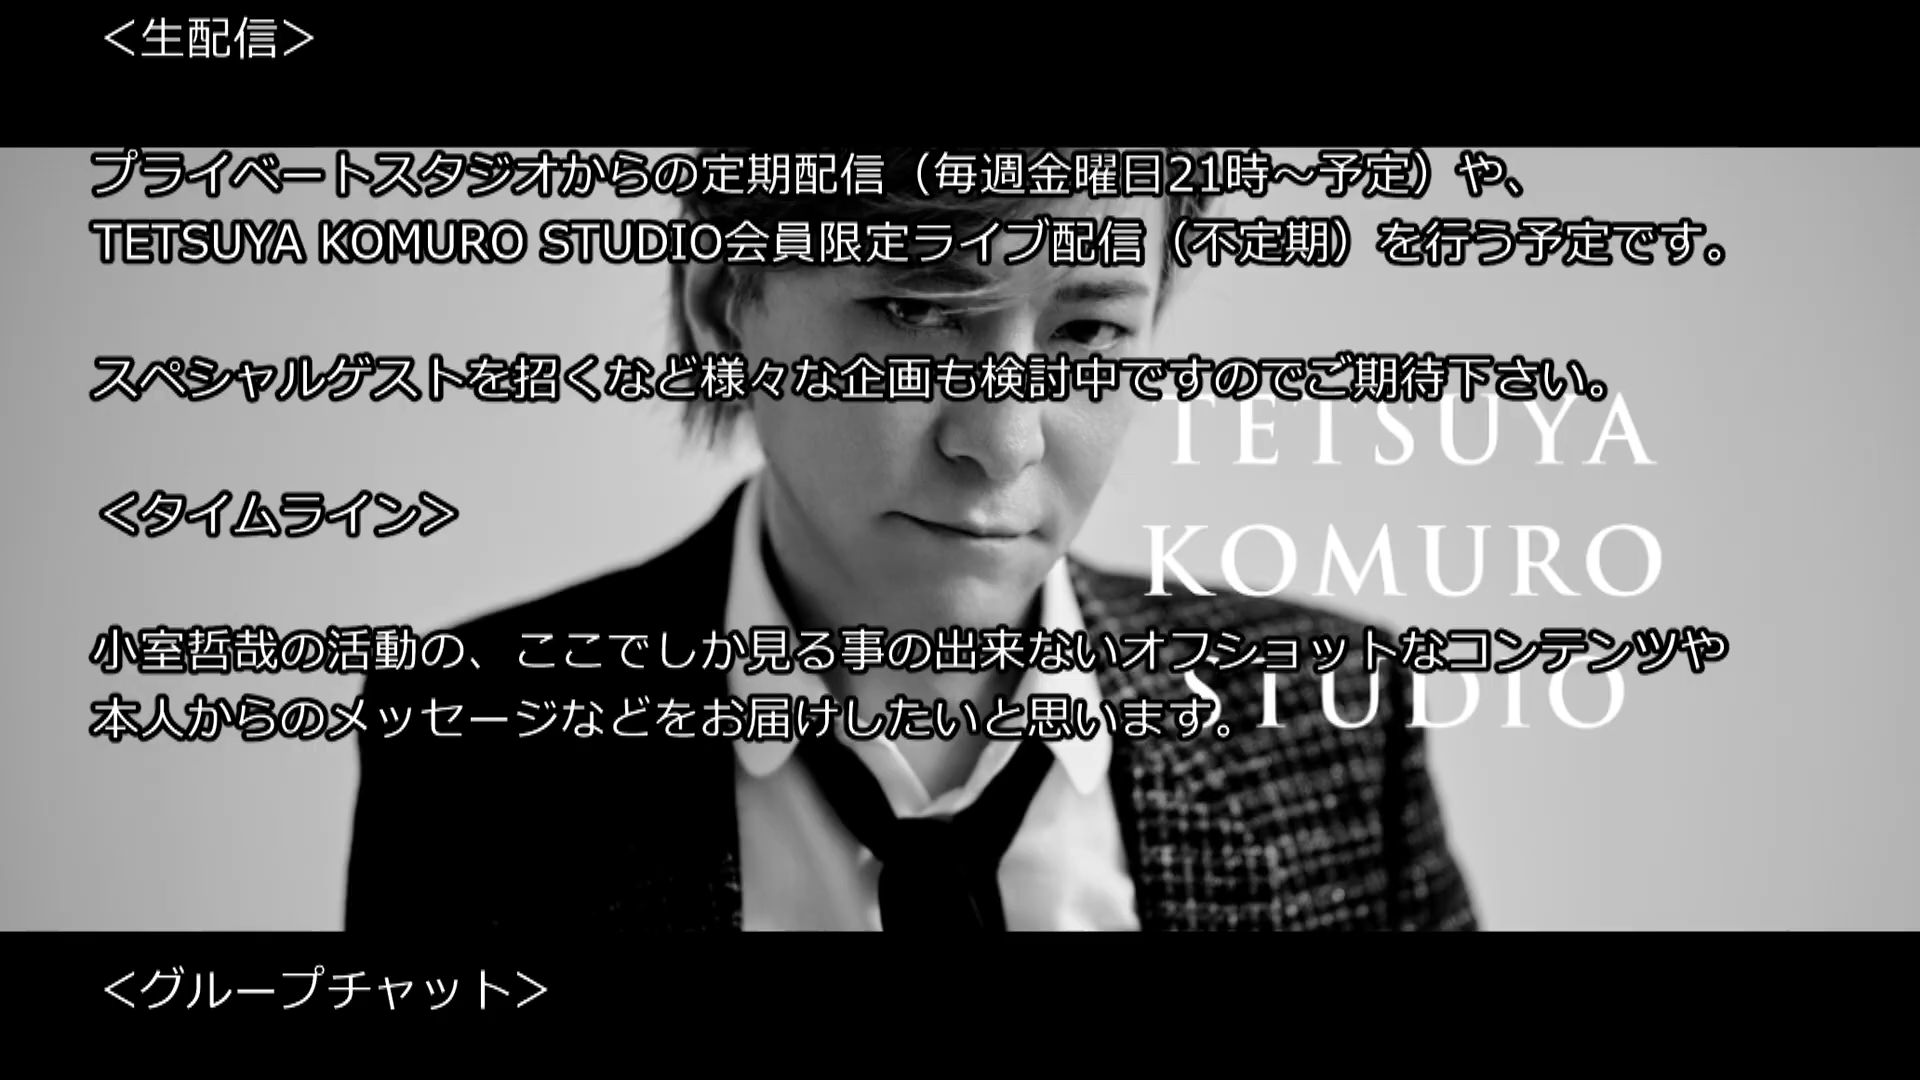 ＜生配信＞
プライベートスタジオからの定期配信（毎週金曜日21時～予定）や、
TETSUYA KOMURO STUDIO会員限定ライブ配信（不定期）を行う予定です。
スペシャルゲストを招くなど様々な企画も検討中ですのでご期待下さい。
TETSUYA
＜タイムライン＞
KOMURO
小室哲哉の活動の、ここでしか見る事の出来ないオフショットなコンテンツや
STUDIO
本人からのメッセージなどをお届けしたいと思います。
＜グループチャット＞